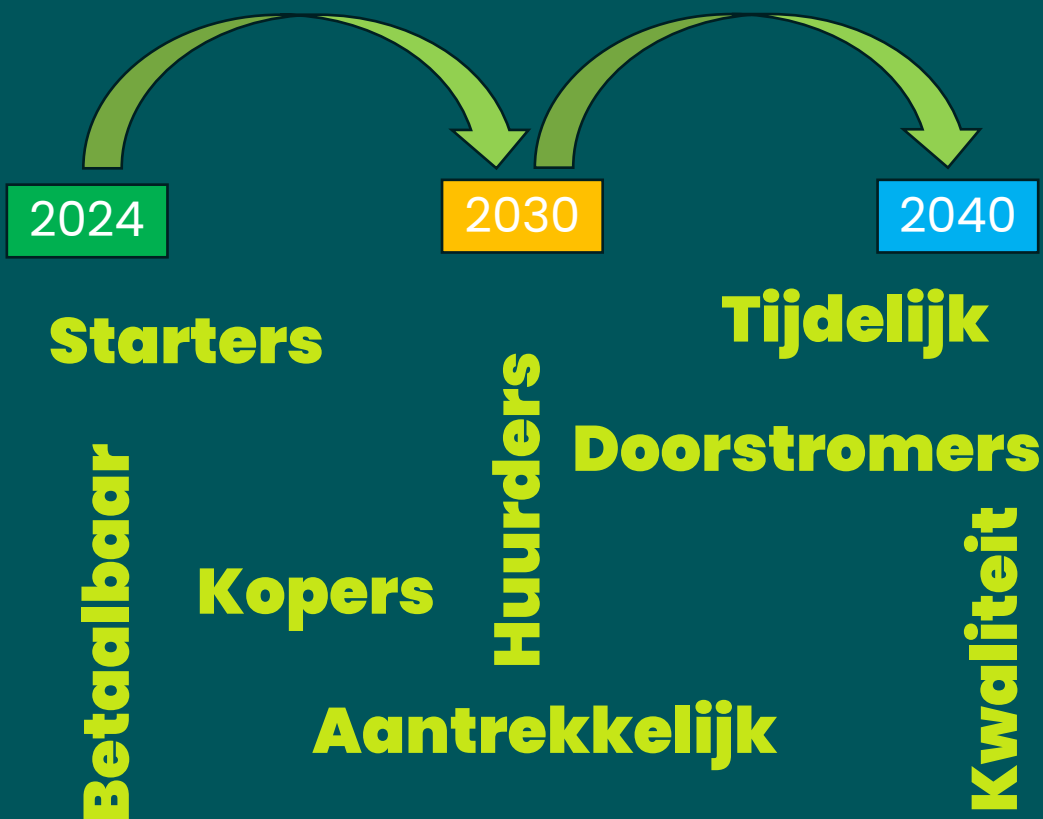 2024
2030
2040
Starters
Tijdelijk
Huurders
Doorstromers
Betaalbaar
Kopers
Kwaliteit
Aantrekkelijk